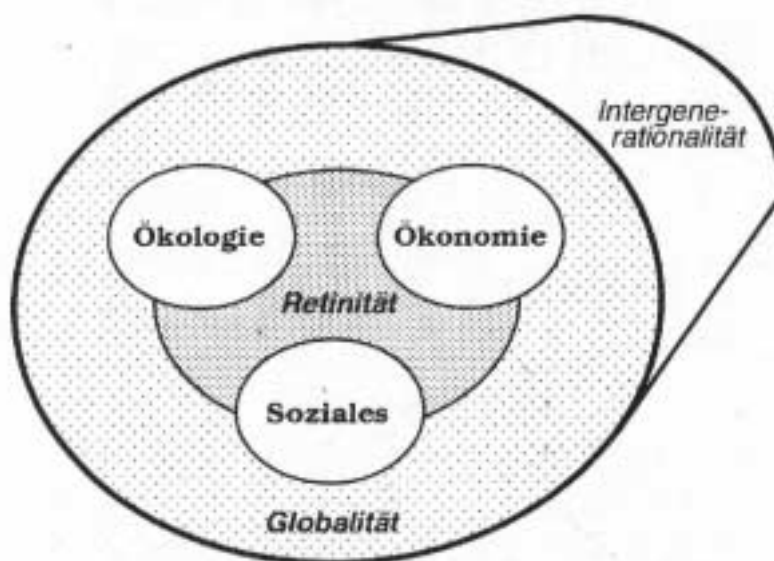 Intergene-
rationalität
Ökologie
Ökonomie
Retinität
Soziales
Globalität